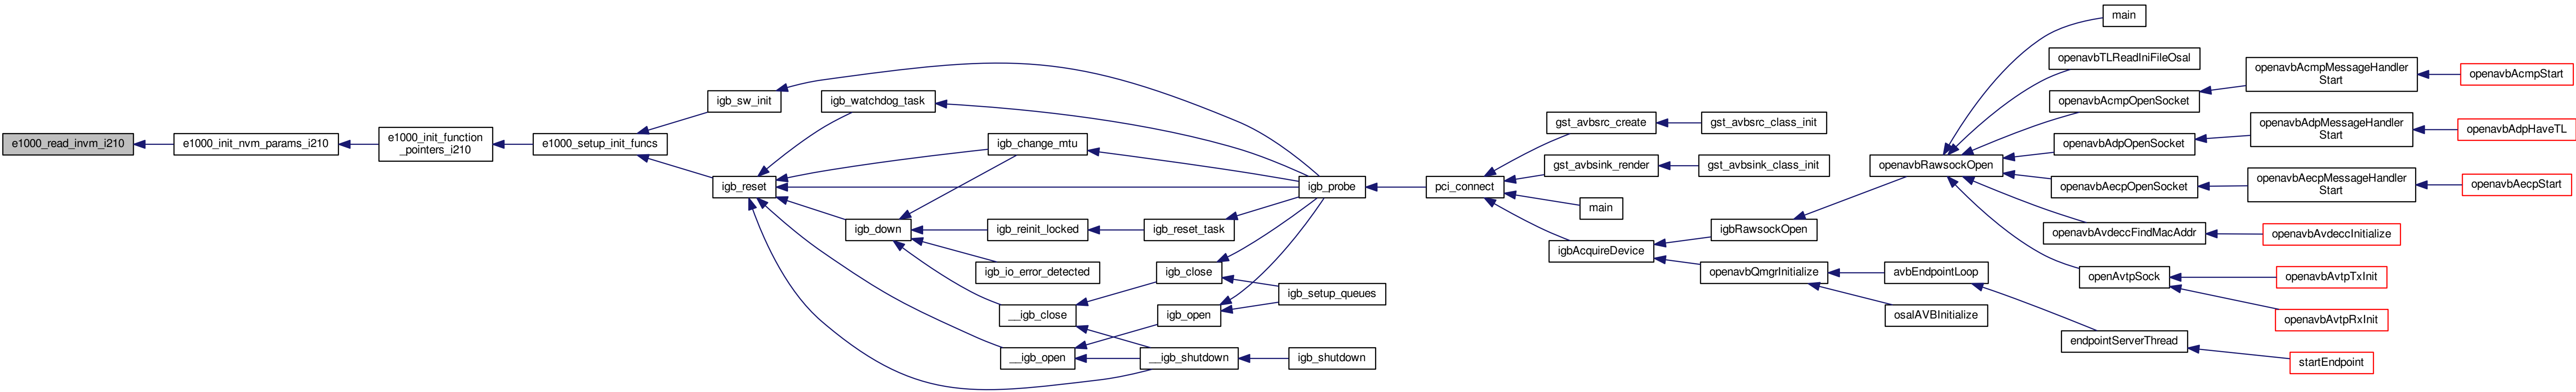 e1000_read_invm_i210
e1000_init_nvm_params_i210
e1000_init_function
_pointers_i210
e1000_setup_init_funcs
igb_sw_init
igb_reset
igb_watchdog_task
igb_change_mtu
igb_down
igb_reinit_locked
igb_reset_task
igb_io_error_detected
__igb_close
igb_close
igb_setup_queues
igb_open
__igb_open
__igb_shutdown
igb_shutdown
igb_probe
pci_connect
gst_avbsrc_create
gst_avbsrc_class_init
gst_avbsink_render
gst_avbsink_class_init
main
igbAcquireDevice
igbRawsockOpen
openavbQmgrInitialize
avbEndpointLoop
osalAVBInitialize
openavbRawsockOpen
main
openavbTLReadIniFileOsal
openavbAcmpOpenSocket
openavbAcmpMessageHandler
Start
openavbAcmpStart
openavbAdpOpenSocket
openavbAdpMessageHandler
Start
openavbAdpHaveTL
openavbAecpOpenSocket
openavbAecpMessageHandler
Start
openavbAecpStart
openavbAvdeccFindMacAddr
openavbAvdeccInitialize
openAvtpSock
openavbAvtpTxInit
openavbAvtpRxInit
endpointServerThread
startEndpoint